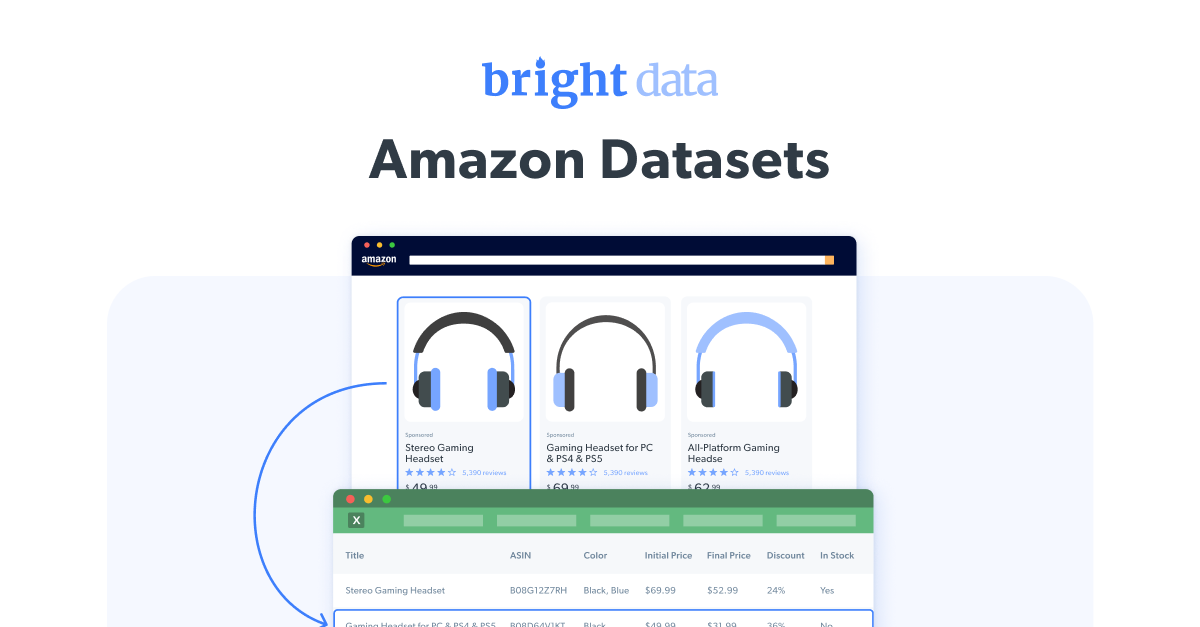 bright data
Amazon Datasets
amazon
Sponsored Sponsored Sponsored
Stereo Gaming Gaming Headset for PC All-Platform Gaming
Headset & PS4 & PS5 Headse
5,390 reviews 5,390 reviews 5,390 reviews
$49.99 $69.99 $62.99
X
Title ASIN Color Initial Price Final Price Discount In Stock
Stereo Gaming Headset B08G12Z7RH Black, Blue $69.99 $52.99 24% Yes
Gaming Headset for PC & PS4 & PS5 B08D64V1KT Black $49.99 $31.99 36% No